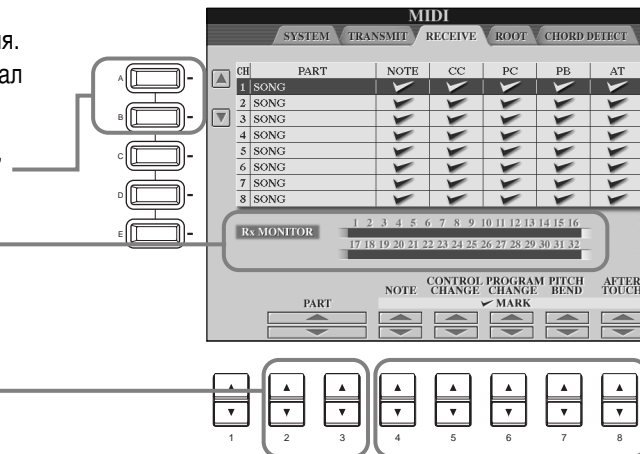 ия.
ал
,
MIDI
SYSTEM TRANSMIT RECEIVE ROOT CHORD DETECT
CH PART NOTE CC PC PB AT
1 SONG
2 SONG
3 SONG
4 SONG
5 SONG
6 SONG
7 SONG
8 SONG
A
B
C
D
E
Rx MONITOR
1 2 3 4 5 6 7 8 9 10 11 12 13 14 15 16
17 18 19 20 21 22 23 24 25 26 27 28 29 30 31 32
PART NOTE CONTROL CHANGE PROGRAM CHANGE PITCH BEND AFTER TOUCH
MARK
1 2 3 4 5 6 7 8